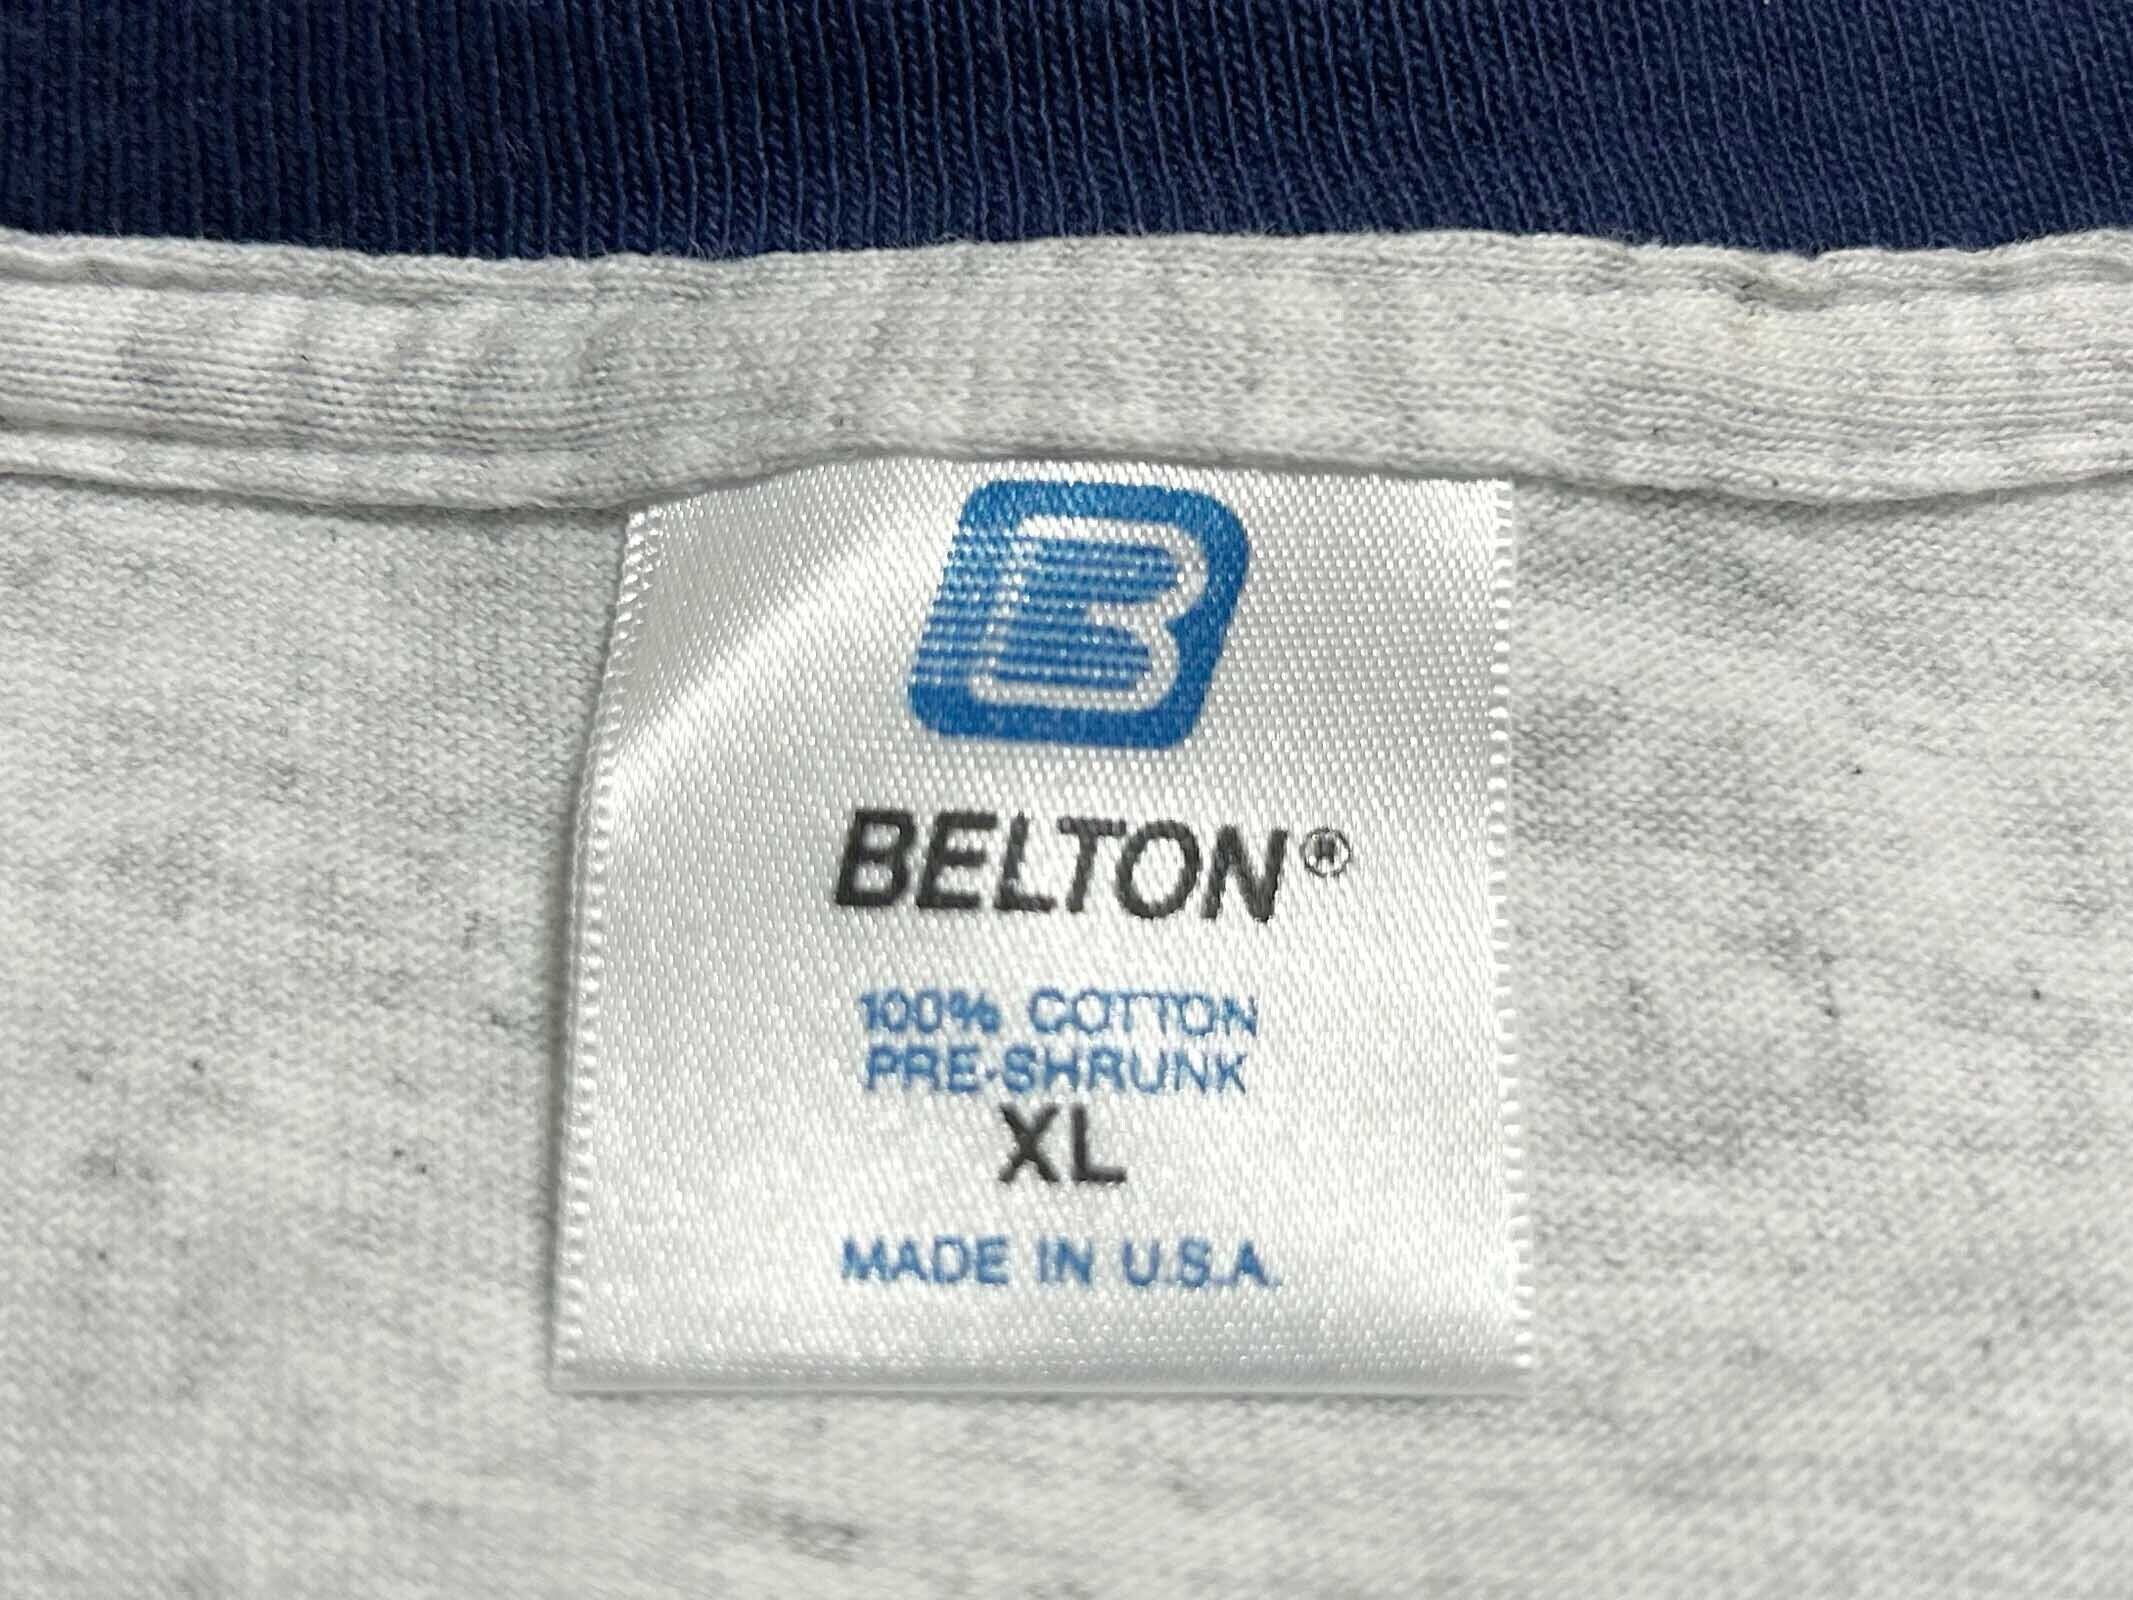 B
BELTON®
100% COTTON
PRE-SHRUNK
XL
MADE IN U.S.A.